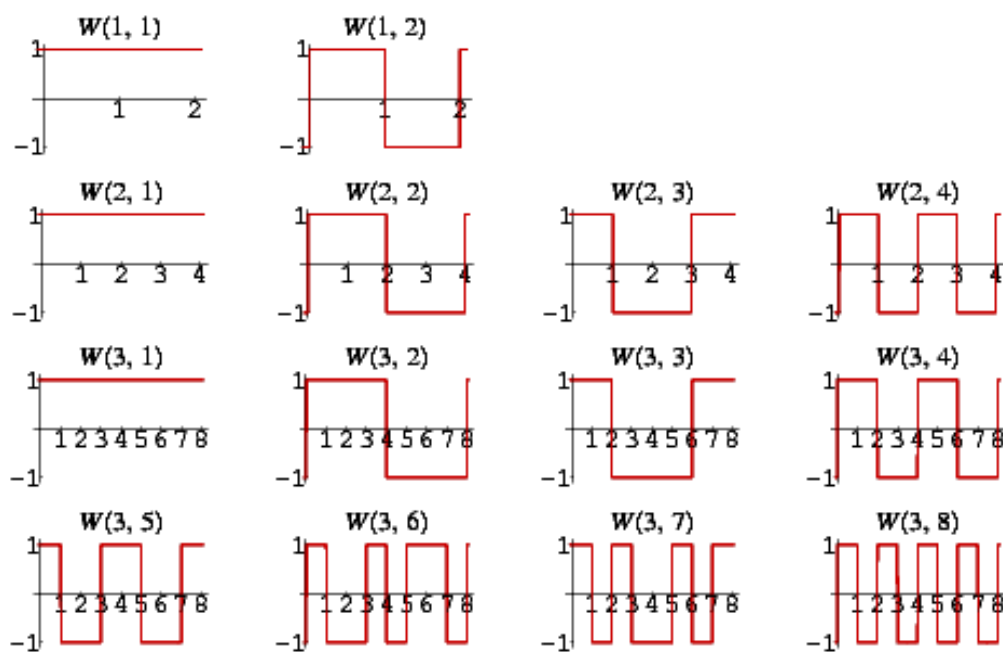 W(1, 1) W(1, 2)
1 1
1 2 1 2
-1 -1
W(2, 1) W(2, 2) W(2, 3) W(2, 4)
1 1 1 1
1 2 3 4 1 2 3 4 1 2 3 4 1 2 3 4
-1 -1 -1 -1
W(3, 1) W(3, 2) W(3, 3) W(3, 4)
1 1 1 1
1 2 3 4 5 6 7 8 1 2 3 4 5 6 7 8 1 2 3 4 5 6 7 8 1 2 3 4 5 6 7 8
-1 -1 -1 -1
W(3, 5) W(3, 6) W(3, 7) W(3, 8)
1 1 1 1
1 2 3 4 5 6 7 8 1 2 3 4 5 6 7 8 1 2 3 4 5 6 7 8 1 2 3 4 5 6 7 8
-1 -1 -1 -1